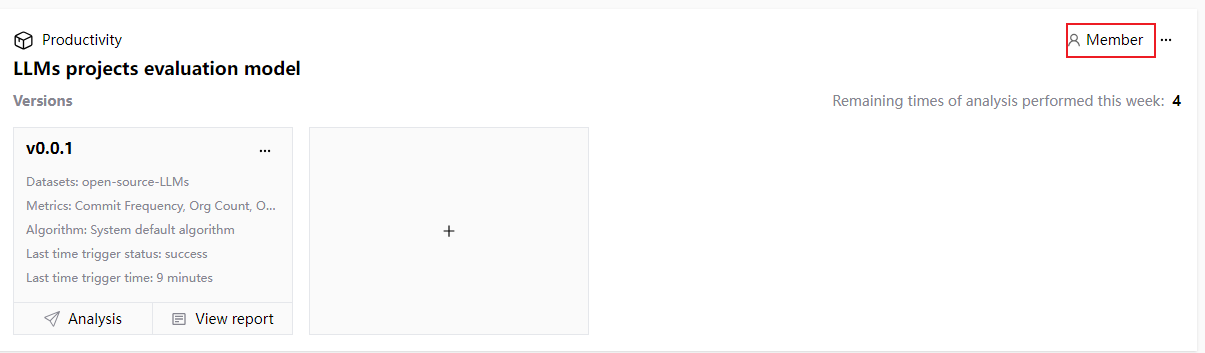 Productivity
Member ...
LLMs projects evaluation model
Versions
Remaining times of analysis performed this week: 4
v0.0.1 ...
Datasets: open-source-LLMs
Metrics: Commit Frequency, Org Count, O...
Algorithm: System default algorithm
Last time trigger status: success
Last time trigger time: 9 minutes
+
Analysis
View report